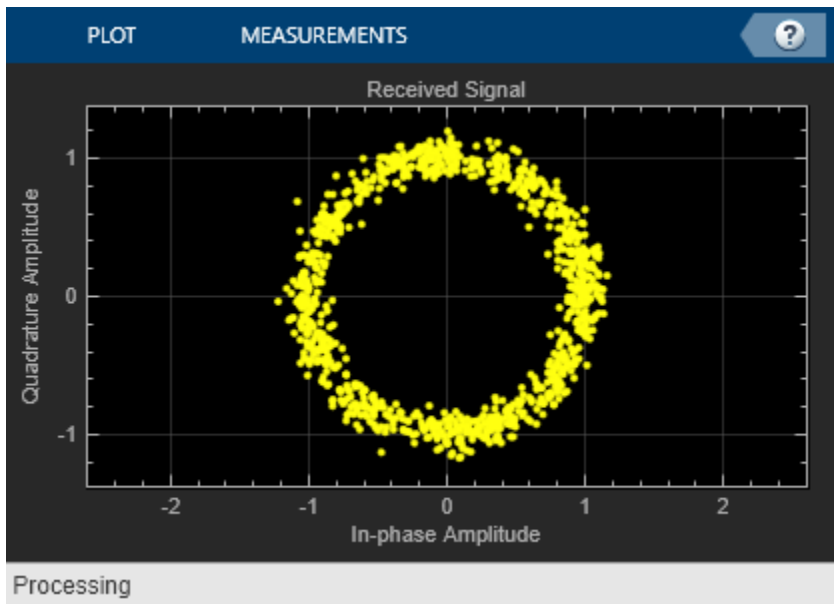 PLOT MEASUREMENTS ?
Received Signal
1
0
-1
Quadrature Amplitude
-2 -1 0 1 2
In-phase Amplitude
Processing